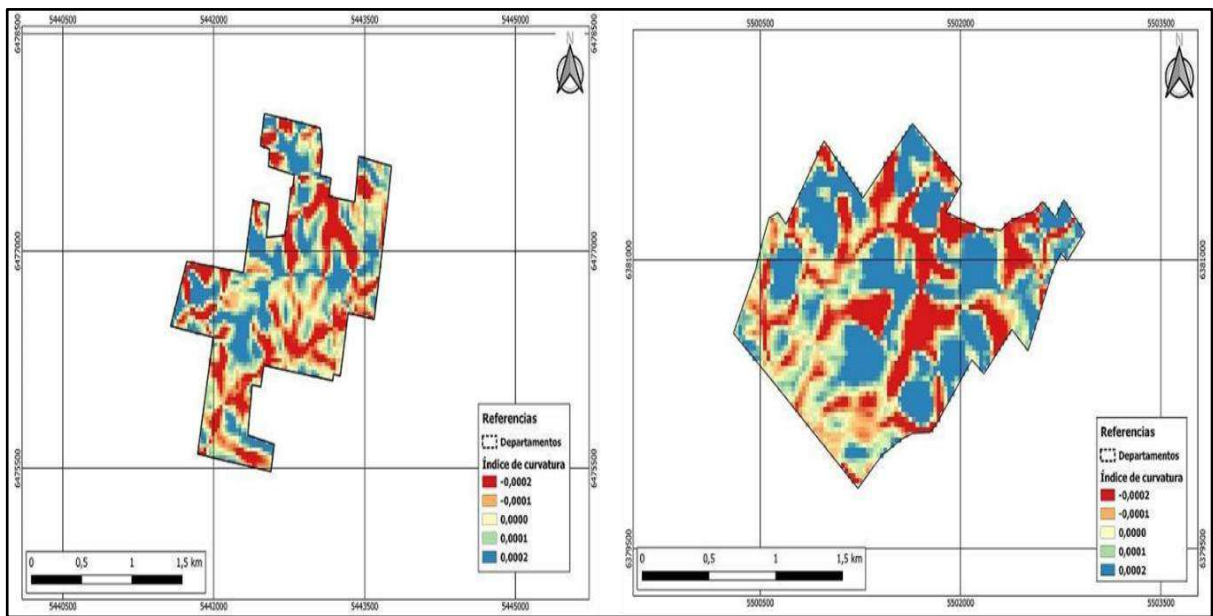 5440500 5442000 5443500 5445000
6478500 6478500
N
6477000 6477000
6475500 6475500
Referencias
Departamentos
Índice de curvatura
-0,0002
-0,0001
0,0000
0,0001
0,0002
0 0,5 1 1,5 km
5440500 5442000 5443500 5445000
5500500 5502000 5503500
N
6381000 6381000
6379500 6379500
Referencias
Departamentos
Índice de curvatura
-0,0002
-0,0001
0,0000
0,0001
0,0002
0 0,5 1 1,5 km
5500500 5502000 5503500